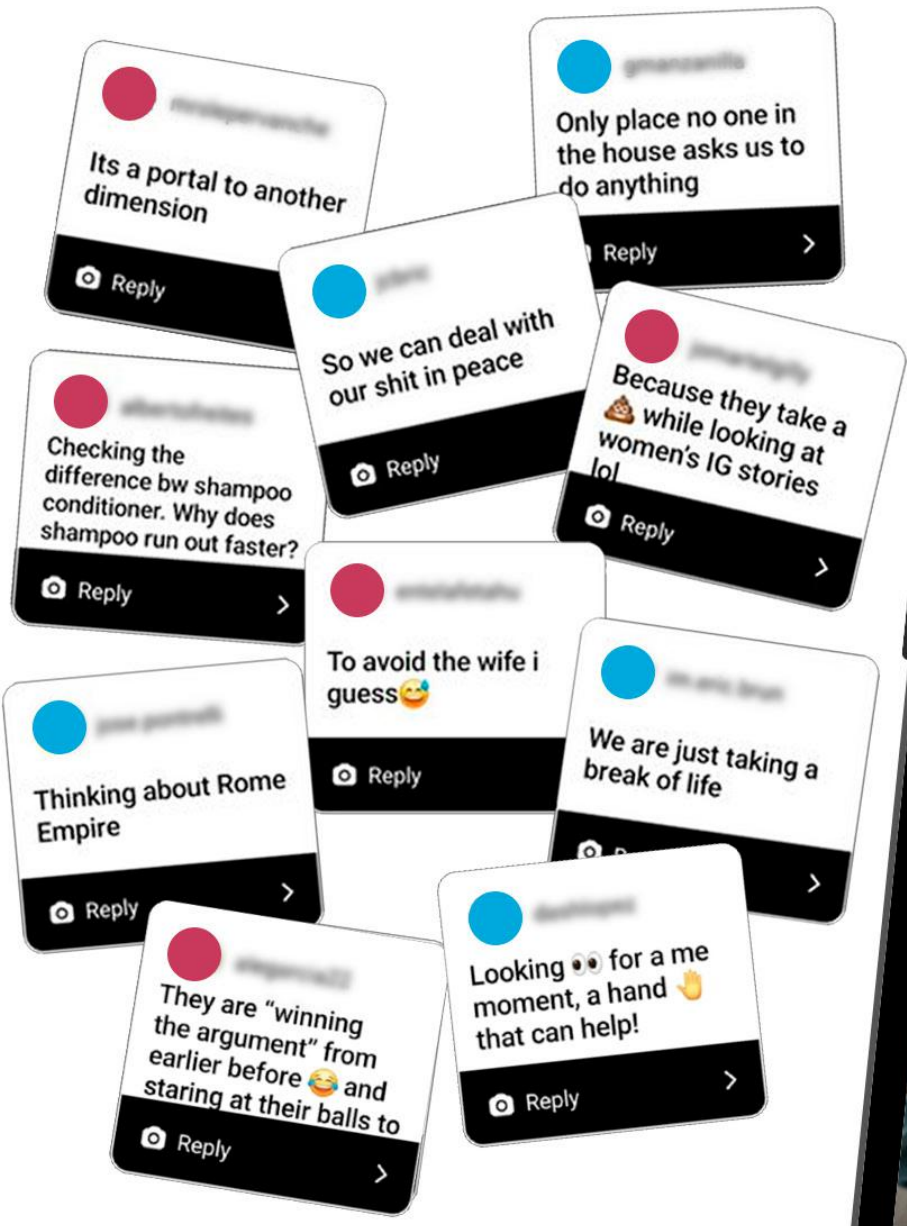 Its a portal to another
dimension
Reply
Only place no one in
the house asks us to
do anything
Reply
So we can deal with
our shit in peace
Reply
Because they take a
💩 while looking at
women's IG stories
lol
Reply
Checking the
difference bw shampoo
conditioner. Why does
shampoo run out faster?
Reply
To avoid the wife i
guess😅
Reply
We are just taking a
break of life
Thinking about Rome
Empire
Reply
Looking 👀 for a me
moment, a hand 🤚
that can help!
Reply
They are “winning
the argument” from
earlier before 😂 and
staring at their balls to
Reply